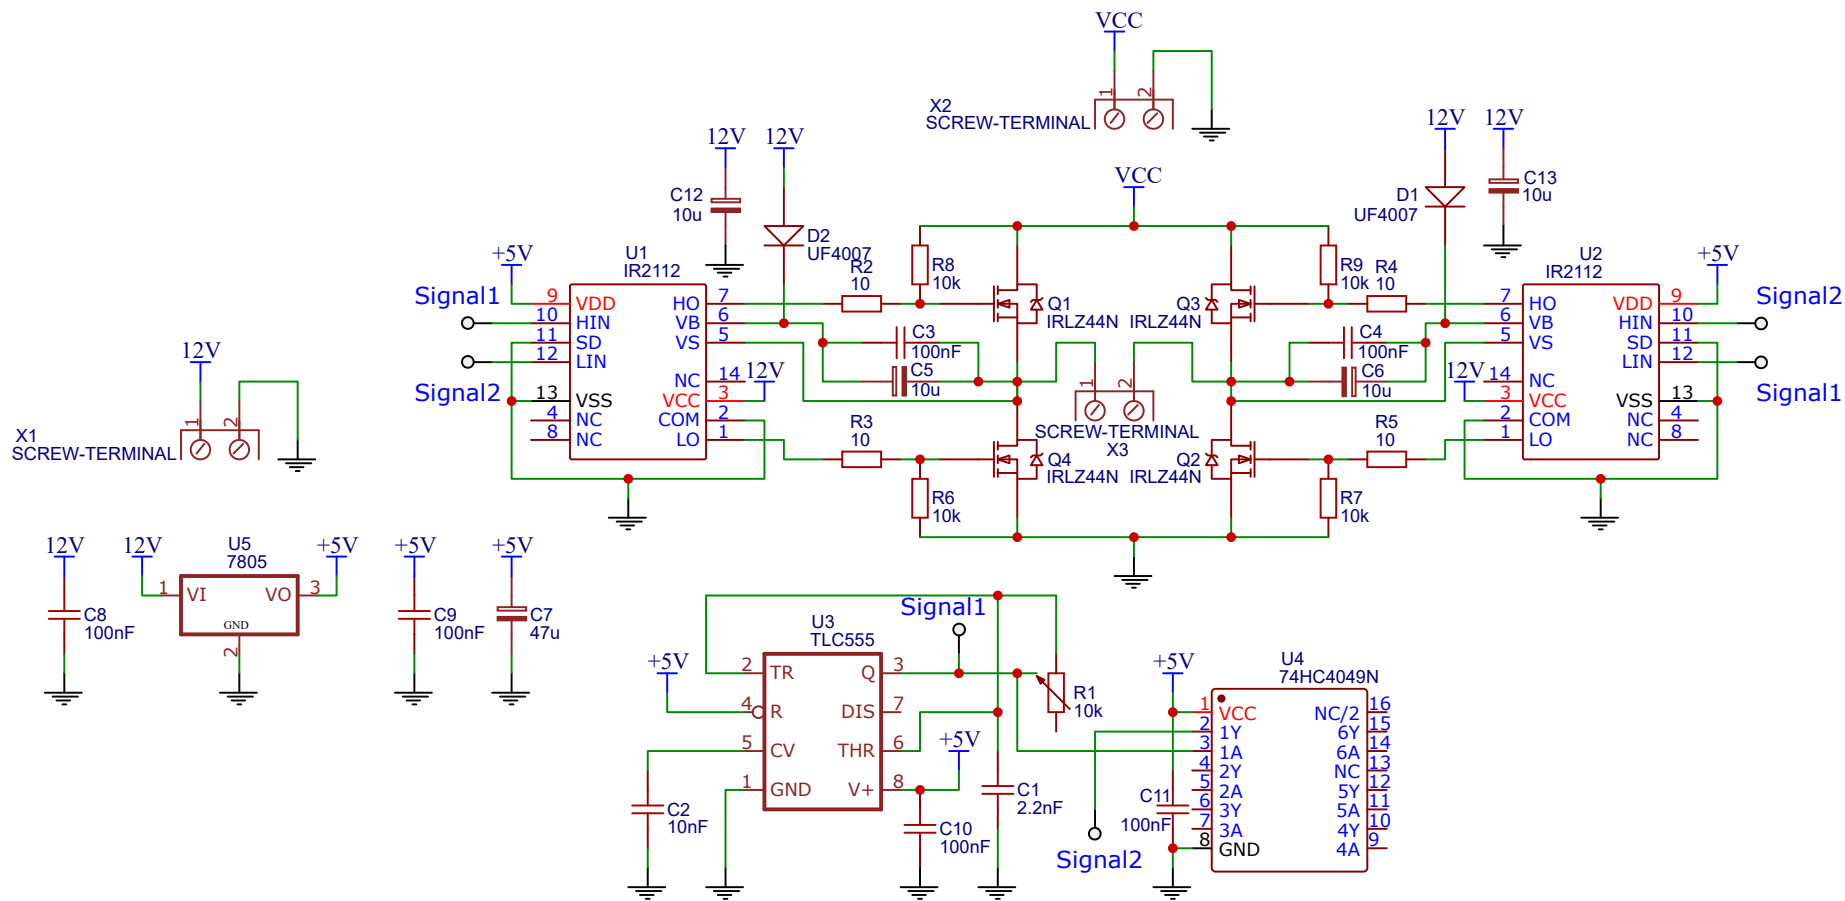 VCC
1
2
X2
SCREW-TERMINAL
12V
12V
C12
10u
D2
UF4007
12V
12V
C13
10u
D1
UF4007
VCC
+5V
U1
IR2112
Signal1
Signal2
9 VDD
10 HIN
11 SD
12 LIN
13 VSS
4 NC
8 NC
HO 7
VB 6
VS 5
NC 14
VCC 3
COM 2
LO 1
12V
R2
10
R8
10k
Q1
IRLZ44N
C3
100nF
C5
10u
R3
10
R6
10k
Q4
IRLZ44N
1
2
SCREW-TERMINAL
X3
Q3
IRLZ44N
R9
10k
R4
10
C4
100nF
C6
10u
Q2
IRLZ44N
R5
10
R7
10k
12V
U2
IR2112
+5V
7 HO
6 VB
5 VS
14 NC
3 VCC
2 COM
1 LO
VDD 9
HIN 10
SD 11
LIN 12
VSS 13
NC 4
NC 8
Signal2
Signal1
12V
1
2
X1
SCREW-TERMINAL
12V
C8
100nF
12V
U5
7805
1 VI
VO 3
GND
2
+5V
+5V
C9
100nF
+5V
C7
47u
Signal1
U3
TLC555
+5V
2 TR
4 R
5 CV
1 GND
Q 3
DIS 7
THR 6
V+ 8
+5V
C2
10nF
C10
100nF
C1
2.2nF
R1
10k
+5V
U4
74HC4049N
1 VCC
2 1Y
3 1A
4 2Y
5 2A
6 3Y
7 3A
8 GND
NC/2 16
6Y 15
6A 14
NC 13
5Y 12
5A 11
4Y 10
4A 9
C11
100nF
Signal2